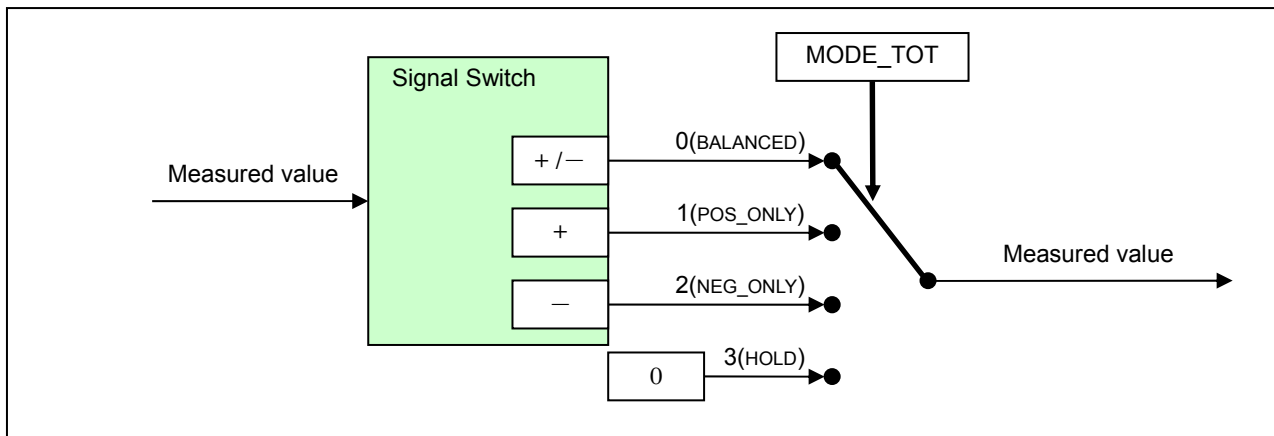 MODE_TOT
Signal Switch
+/−
0(BALANCED)
Measured value
+
1(POS_ONLY)
Measured value
−
2(NEG_ONLY)
0
3(HOLD)